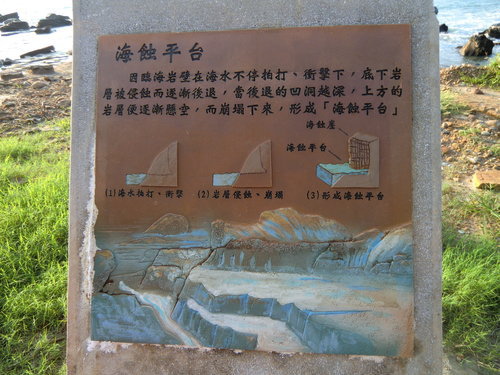 海蝕平台
因臨海岩壁在海水不停拍打、衝擊下，底下岩
層被侵蝕而逐漸後退，當後退的凹洞越深，上方的
岩層便逐漸懸空，而崩塌下來，形成「海蝕平台」
海蝕崖
海蝕平台
(1)海水拍打、衝擊
(2)岩層侵蝕、崩塌
(3)形成海蝕平台